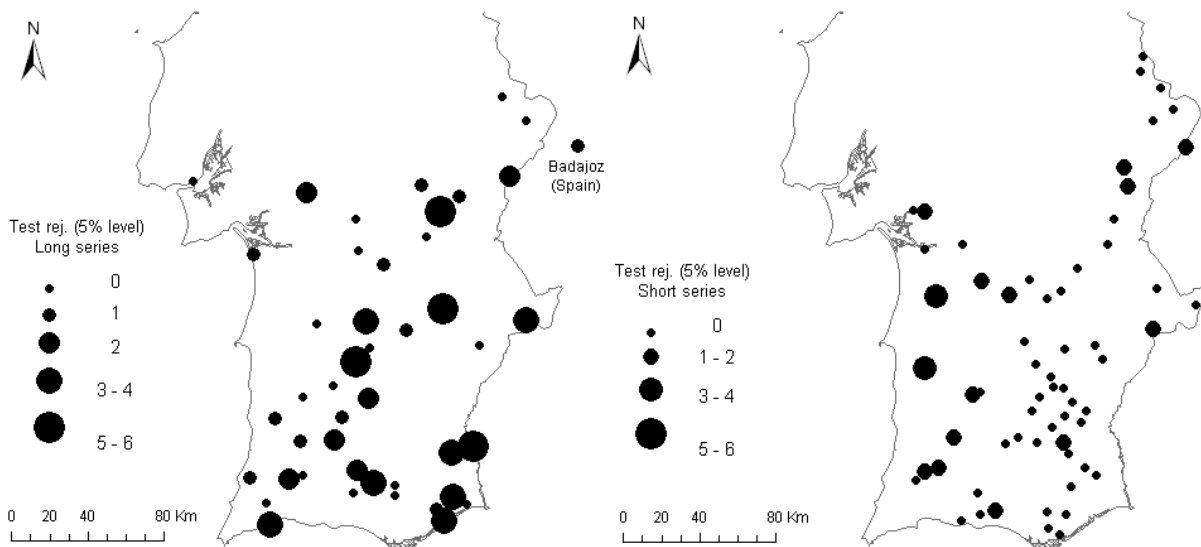 N
Badajoz
(Spain)
Test rej. (5% level)
Long series
0
1
2
3 - 4
5 - 6
0 20 40 80 Km
N
Test rej. (5% level)
Short series
0
1 - 2
3 - 4
5 - 6
0 20 40 80 Km